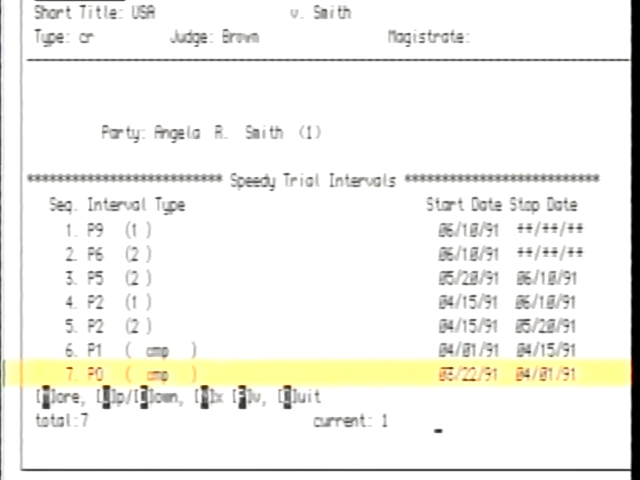 Short Title: USA v. Smith
Type: cr Judge: Brown Magistrate:
Party: Angela R. Smith (1)
************************** Speedy Trial Intervals **************************
Seq. Interval Type Start Date Stop Date
1. P9 (1 ) 06/10/91 ++/++/++
2. P6 (2 ) 06/10/91 ++/++/++
3. P5 (2 ) 05/20/91 06/10/91
4. P2 (1 ) 04/15/91 06/10/91
5. P2 (2 ) 04/15/91 05/20/91
6. P1 ( cmp ) 04/01/91 04/15/91
7. P0 ( cmp ) 03/22/91 04/01/91
[M]ore, [U]p/[D]own, [ ]x [P]v, [Q]uit
total:7 current: 1